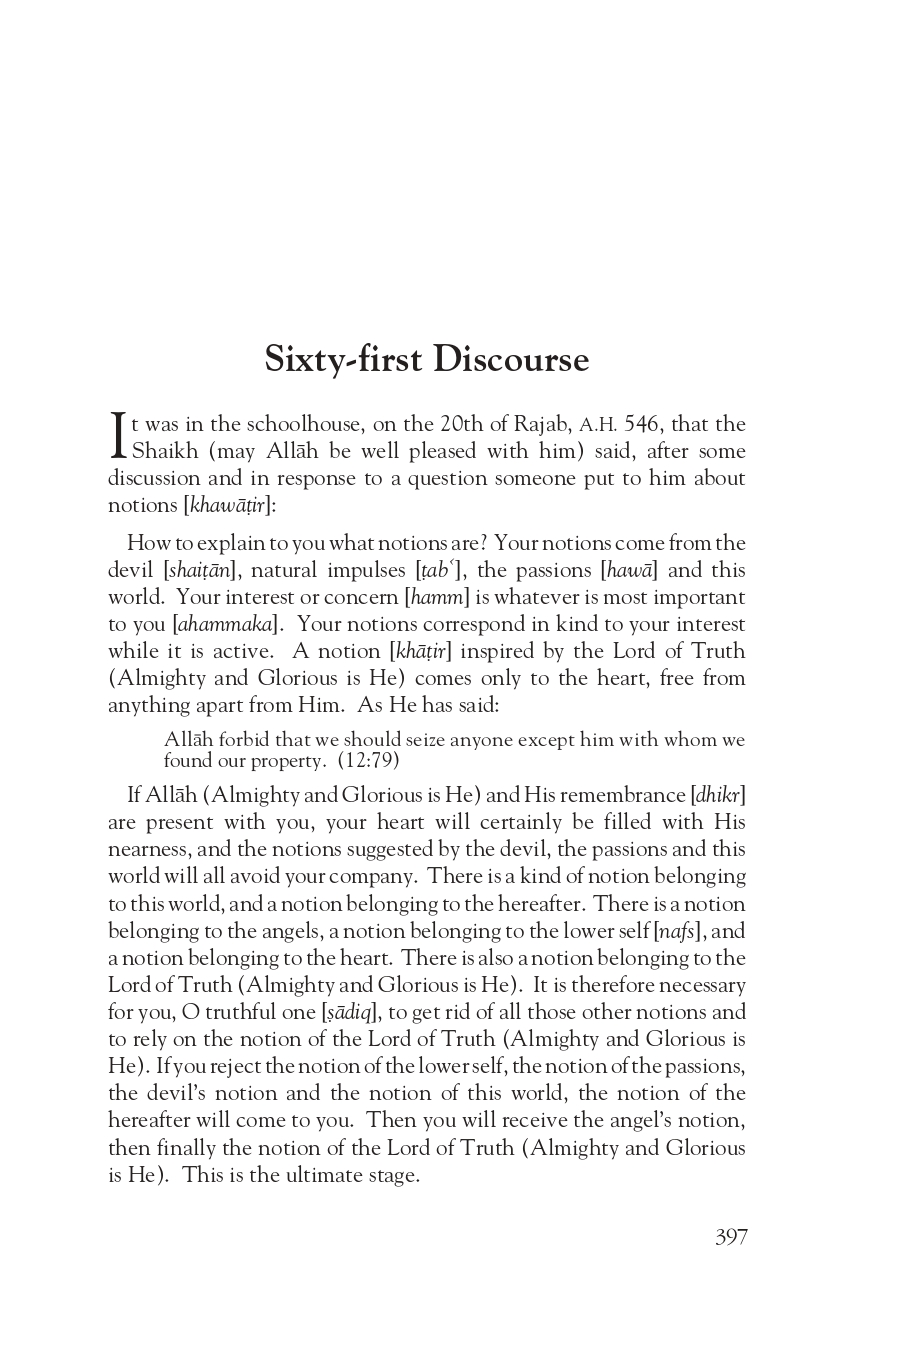 Sixty-first Discourse
It was in the schoolhouse, on the 20th of Rajab, A.H. 546, that the
Shaikh (may Allāh be well pleased with him) said, after some
discussion and in response to a question someone put to him about
notions [khawāṭir]:
How to explain to you what notions are? Your notions come from the
devil [shaiṭān], natural impulses [ṭabʿ], the passions [hawā] and this
world. Your interest or concern [hamm] is whatever is most important
to you [ahammaka]. Your notions correspond in kind to your interest
while it is active. A notion [khāṭir] inspired by the Lord of Truth
(Almighty and Glorious is He) comes only to the heart, free from
anything apart from Him. As He has said:
Allāh forbid that we should seize anyone except him with whom we
found our property. (12:79)
If Allāh (Almighty and Glorious is He) and His remembrance [dhikr]
are present with you, your heart will certainly be filled with His
nearness, and the notions suggested by the devil, the passions and this
world will all avoid your company. There is a kind of notion belonging
to this world, and a notion belonging to the hereafter. There is a notion
belonging to the angels, a notion belonging to the lower self [nafs], and
a notion belonging to the heart. There is also a notion belonging to the
Lord of Truth (Almighty and Glorious is He). It is therefore necessary
for you, O truthful one [ṣādiq], to get rid of all those other notions and
to rely on the notion of the Lord of Truth (Almighty and Glorious is
He). If you reject the notion of the lower self, the notion of the passions,
the devil’s notion and the notion of this world, the notion of the
hereafter will come to you. Then you will receive the angel’s notion,
then finally the notion of the Lord of Truth (Almighty and Glorious
is He). This is the ultimate stage.
397